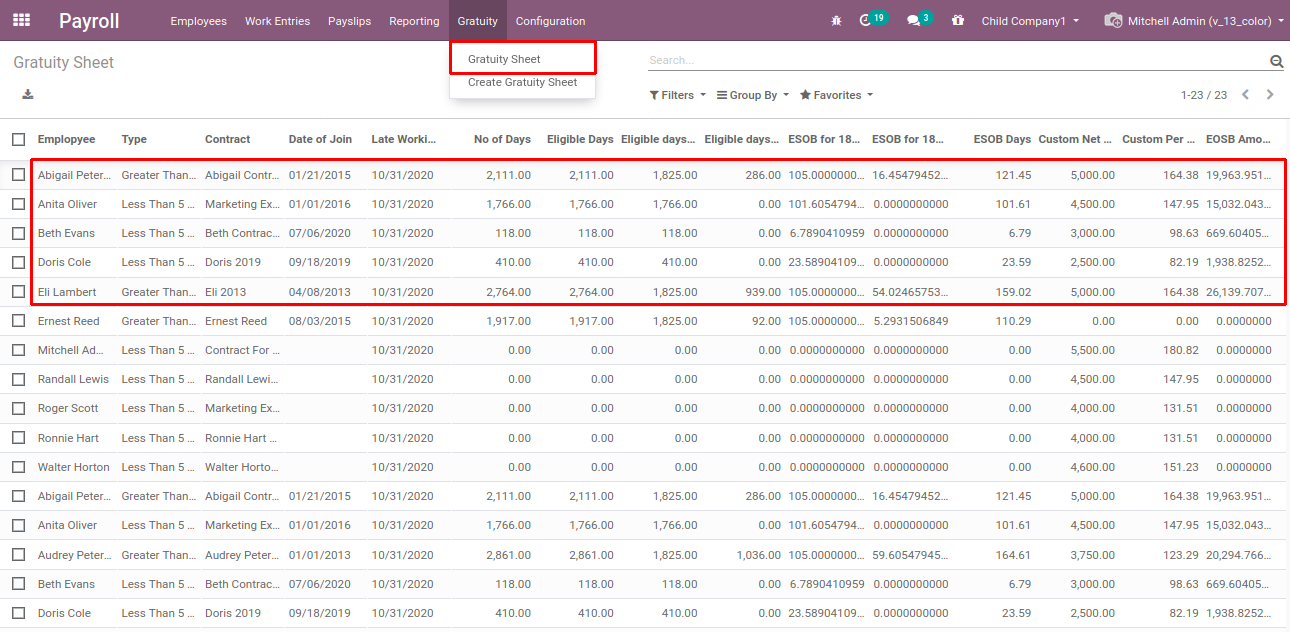 Payroll Employees Work Entries Payslips Reporting Gratuity Configuration 19 3 Child Company1 Mitchell Admin (v_13_color)
Gratuity Sheet
Gratuity Sheet
Create Gratuity Sheet
Search...
Filters Group By Favorites 1-23 / 23
Emplopyee Type Contract Date of Join Late Worki... No of Days Eligible Days Eligible days... Eligible days... ESOB for 18... ESOB for 18... ESOB Days Custom Net ... Custom Per ... EOSB Amo...
Abigail Peter... Greater Than... Abigail Contr... 01/21/2015 10/31/2020 2,111.00 2,111.00 1,825.00 286.00 105.0000000... 16.45479452... 121.45 5,000.00 164.38 19,963.951...
Anita Oliver Less Than 5 ... Marketing Ex... 01/01/2016 10/31/2020 1,766.00 1,766.00 1,766.00 0.00 101.6054794... 0.0000000000 101.61 4,500.00 147.95 15,032.043...
Beth Evans Less Than 5 ... Beth Contrac... 07/06/2020 10/31/2020 118.00 118.00 118.00 0.00 6.7890410959 0.0000000000 6.79 3,000.00 98.63 669.60405...
Doris Cole Less Than 5 ... Doris 2019 09/18/2019 10/31/2020 410.00 410.00 410.00 0.00 23.58904109... 0.0000000000 23.59 2,500.00 82.19 1,938.8252...
Eli Lambert Greater Than... Eli 2013 04/08/2013 10/31/2020 2,764.00 2,764.00 1,825.00 939.00 105.0000000... 54.02465753... 159.02 5,000.00 164.38 26,139.707...
Ernest Reed Greater Than... Ernest Reed 08/03/2015 10/31/2020 1,917.00 1,917.00 1,825.00 92.00 105.0000000... 5.2931506849 110.29 0.00 0.00 0.0000000
Mitchell Ad... Less Than 5 ... Contract For ... 10/31/2020 0.00 0.00 0.00 0.00 0.0000000000 0.0000000000 0.00 5,500.00 180.82 0.0000000
Randall Lewis Less Than 5 ... Randall Lewi... 10/31/2020 0.00 0.00 0.00 0.00 0.0000000000 0.0000000000 0.00 4,500.00 147.95 0.0000000
Roger Scott Less Than 5 ... Marketing Ex... 10/31/2020 0.00 0.00 0.00 0.00 0.0000000000 0.0000000000 0.00 4,000.00 131.51 0.0000000
Ronnie Hart Less Than 5 ... Ronnie Hart ... 10/31/2020 0.00 0.00 0.00 0.00 0.0000000000 0.0000000000 0.00 4,000.00 131.51 0.0000000
Walter Horton Less Than 5 ... Walter Horto... 10/31/2020 0.00 0.00 0.00 0.00 0.0000000000 0.0000000000 0.00 4,600.00 151.23 0.0000000
Abigail Peter... Greater Than... Abigail Contr... 01/21/2015 10/31/2020 2,111.00 2,111.00 1,825.00 286.00 105.0000000... 16.45479452... 121.45 5,000.00 164.38 19,963.951...
Anita Oliver Less Than 5 ... Marketing Ex... 01/01/2016 10/31/2020 1,766.00 1,766.00 1,766.00 0.00 101.6054794... 0.0000000000 101.61 4,500.00 147.95 15,032.043...
Audrey Peter... Greater Than... Audrey Peter... 01/01/2013 10/31/2020 2,861.00 2,861.00 1,825.00 1,036.00 105.0000000... 59.60547945... 164.61 3,750.00 123.29 20,294.766...
Beth Evans Less Than 5 ... Beth Contrac... 07/06/2020 10/31/2020 118.00 118.00 118.00 0.00 6.7890410959 0.0000000000 6.79 3,000.00 98.63 669.60405...
Doris Cole Less Than 5 ... Doris 2019 09/18/2019 10/31/2020 410.00 410.00 410.00 0.00 23.58904109... 0.0000000000 23.59 2,500.00 82.19 1,938.8252...